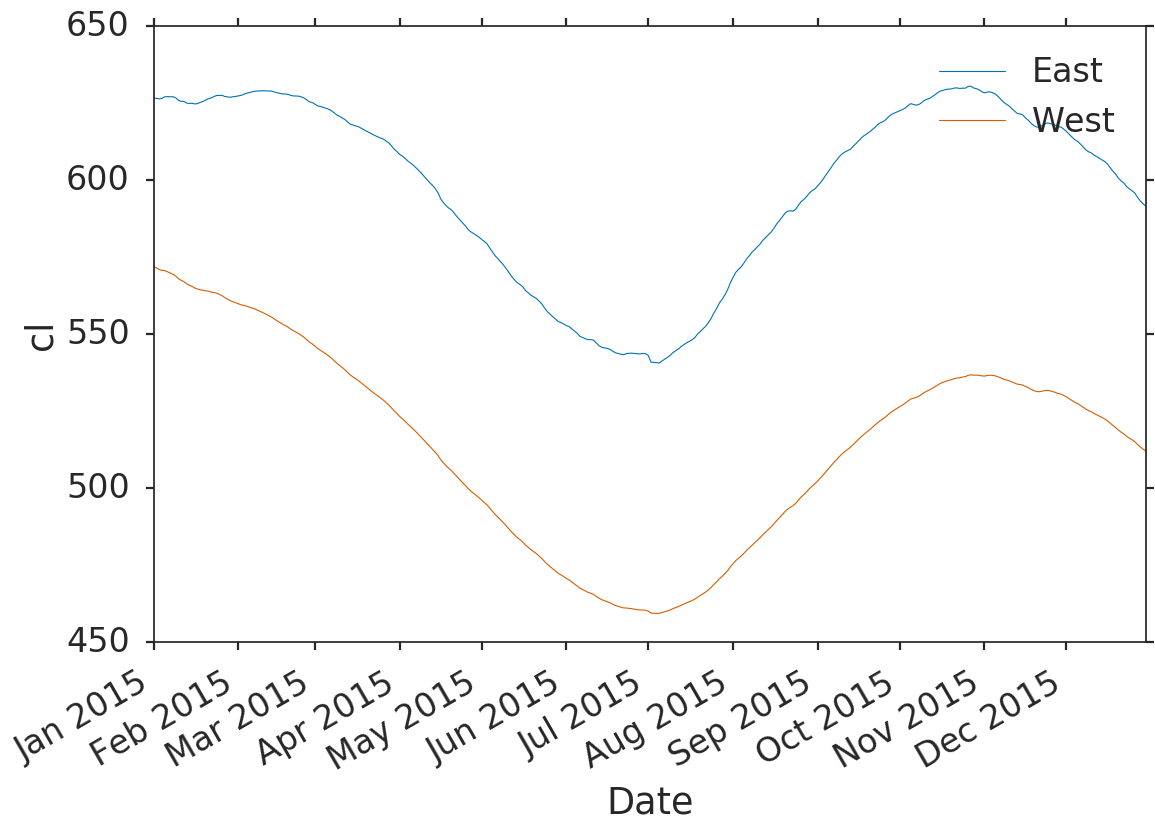 650
600
550
500
450
cl
East
West
Jan 2015
Feb 2015
Mar 2015
Apr 2015
May 2015
Jun 2015
Jul 2015
Aug 2015
Sep 2015
Oct 2015
Nov 2015
Dec 2015
Date